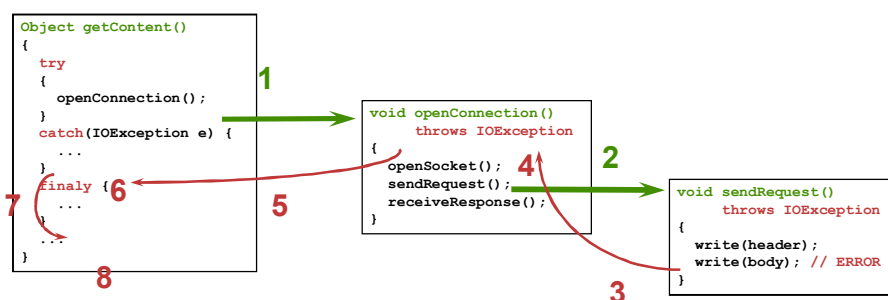 Object getContent()
{
try
{
openConnection();
}
catch(IOException e) {
...
}
finaly {
...
}
...
}
1
void openConnection()
throws IOException
{
openSocket();
sendRequest();
receiveResponse();
}
2
void sendRequest()
throws IOException
{
write(header);
write(body); // ERROR
}
3
4
5
6
7
8